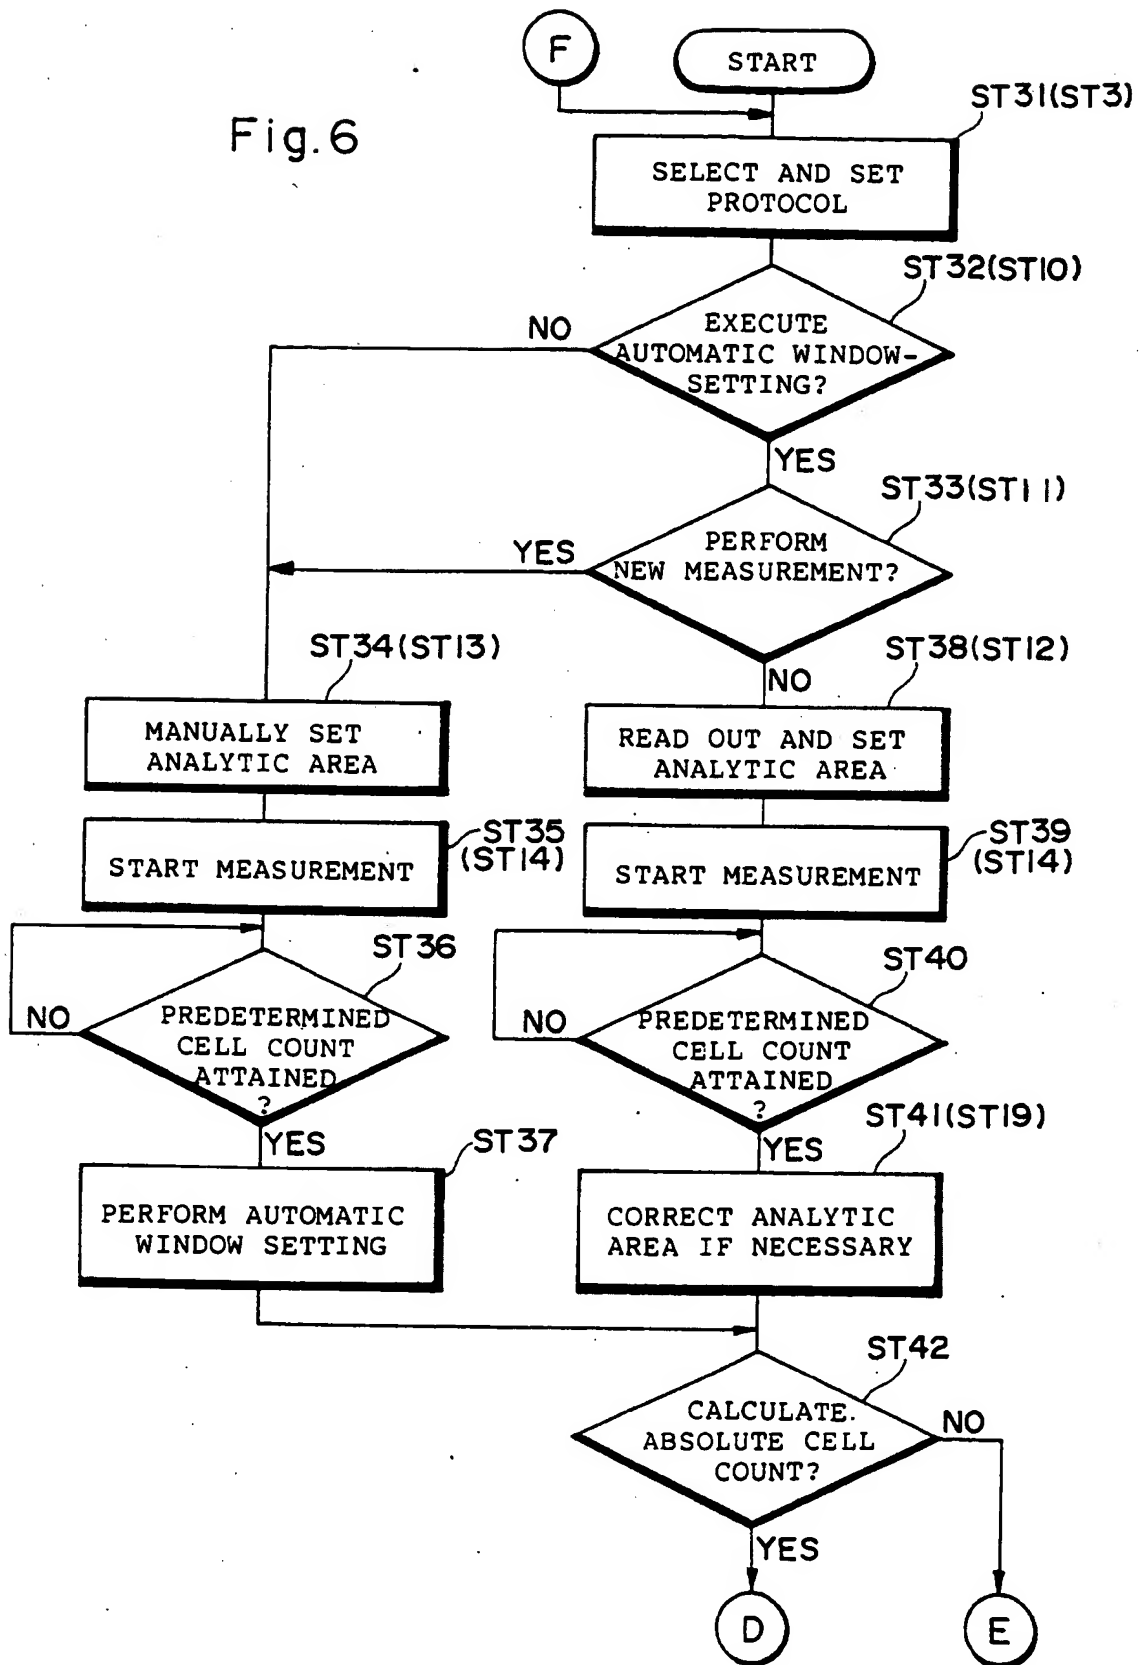 F
START
Fig.6
ST31(ST3)
SELECT AND SET
PROTOCOL
ST32(ST10)
NO
EXECUTE
AUTOMATIC WINDOW-
SETTING?
YES
ST33(ST11)
YES
PERFORM
NEW MEASUREMENT?
ST34(ST13)
ST38(ST12)
NO
MANUALLY SET
ANALYTIC AREA
READ OUT AND SET
ANALYTIC AREA
START MEASUREMENT
ST35
(ST14)
START MEASUREMENT
ST39
(ST14)
ST36
ST40
NO
PREDETERMINED
CELL COUNT
ATTAINED
?
NO
PREDETERMINED
CELL COUNT
ATTAINED
?
YES
ST37
YES
ST41(ST19)
PERFORM AUTOMATIC
WINDOW SETTING
CORRECT ANALYTIC
AREA IF NECESSARY
ST42
CALCULATE.
ABSOLUTE CELL
COUNT?
NO
YES
D
E